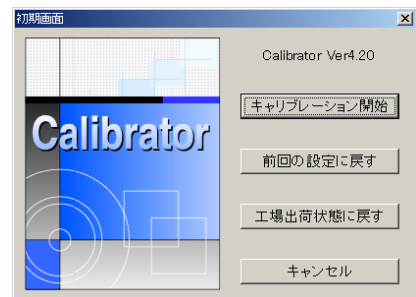 初期画面
Calibrator Ver4.20
Calibrator
キャリブレーション開始
前回の設定に戻す
工場出荷状態に戻す
キャンセル